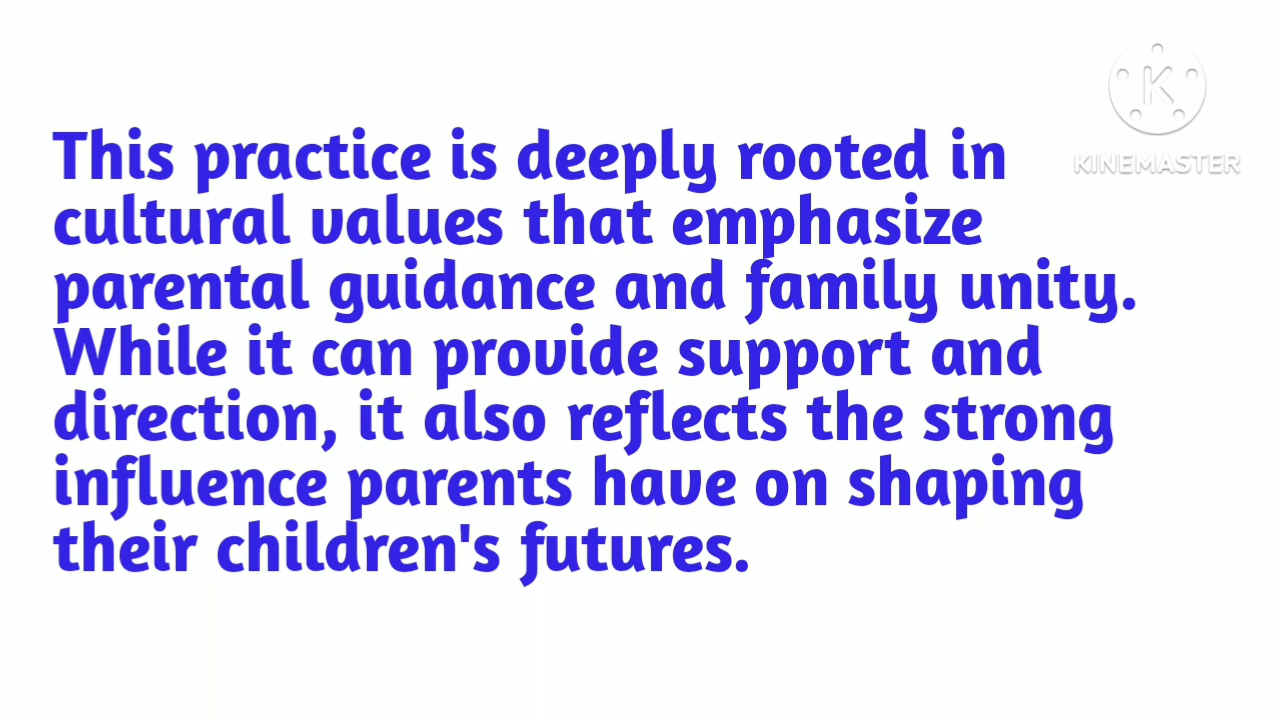 This practice is deeply rooted in
cultural values that emphasize
parental guidance and family unity.
While it can provide support and
direction, it also reflects the strong
influence parents have on shaping
their children's futures.
K
KINEMASTER